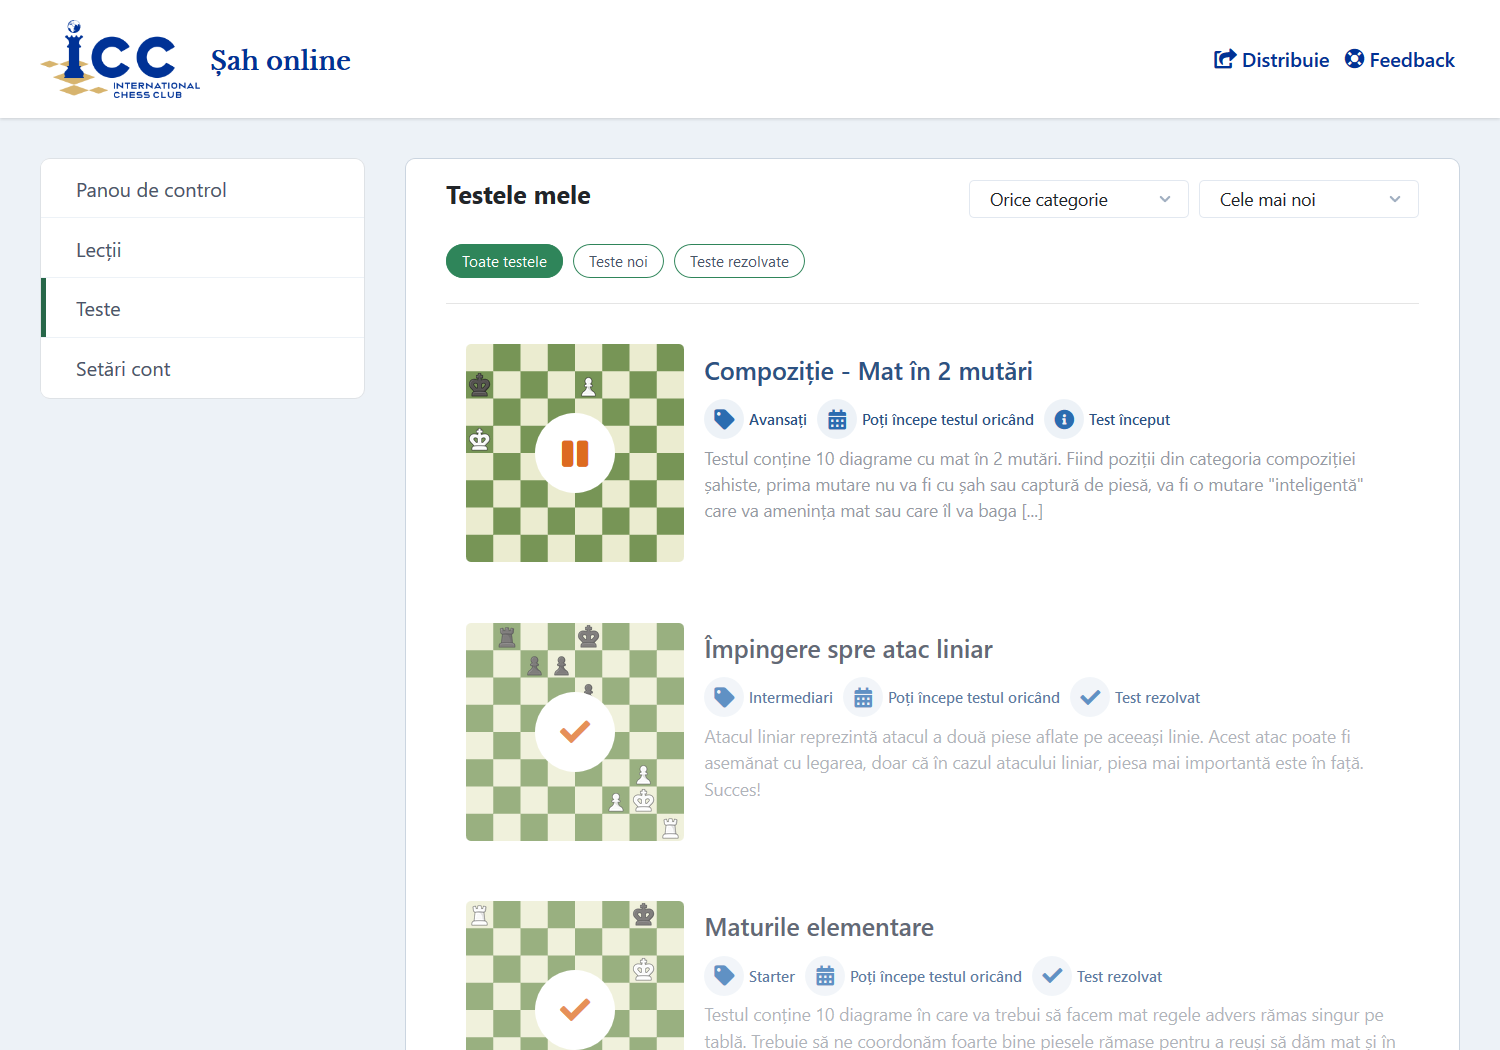 ICC
INTERNATIONAL
CHESS CLUB
Șah online
Distribuie
Feedback
Panou de control
Lecții
Teste
Setări cont
Testele mele
Orice categorie
Cele mai noi
Toate testele
Teste noi
Teste rezolvate
Compoziție - Mat în 2 mutări
Avansați
Poți începe testul oricând
Test început
Testul conține 10 diagrame cu mat în 2 mutări. Fiind poziții din categoria compoziției
șahiste, prima mutare nu va fi cu șah sau captură de piesă, va fi o mutare "inteligentă"
care va amenința mat sau care îl va baga [...]
Împingere spre atac liniar
Intermediari
Poți începe testul oricând
Test rezolvat
Atacul liniar reprezintă atacul a două piese aflate pe aceeași linie. Acest atac poate fi
asemănat cu legarea, doar că în cazul atacului liniar, piesa mai importantă este în față.
Succes!
Maturile elementare
Starter
Poți începe testul oricând
Test rezolvat
Testul conține 10 diagrame în care va trebui să facem mat regele advers rămas singur pe
tablă. Trebuie să ne coordonăm foarte bine piesele rămase pentru a reuși să dăm mat și în